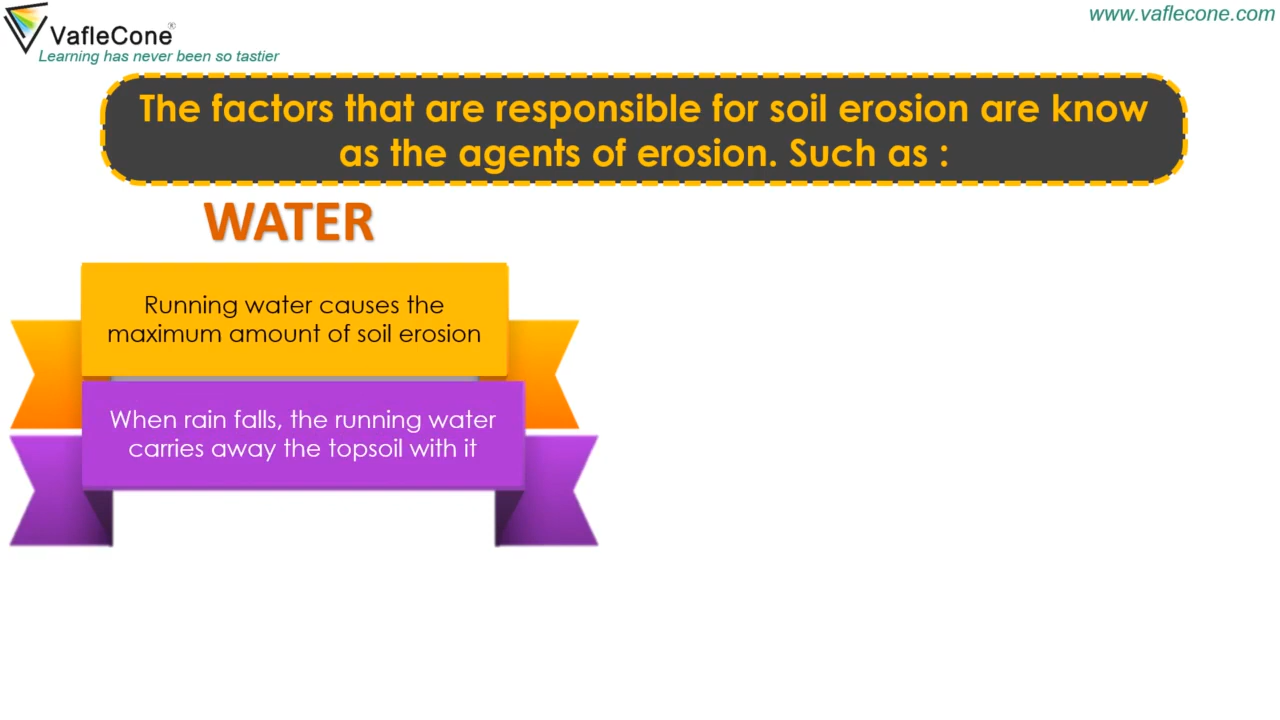 VafleCone®
Learning has never been so tastier
www.vaflecone.com
The factors that are responsible for soil erosion are know
as the agents of erosion. Such as :
WATER
Running water causes the
maximum amount of soil erosion
When rain falls, the running water
carries away the topsoil with it